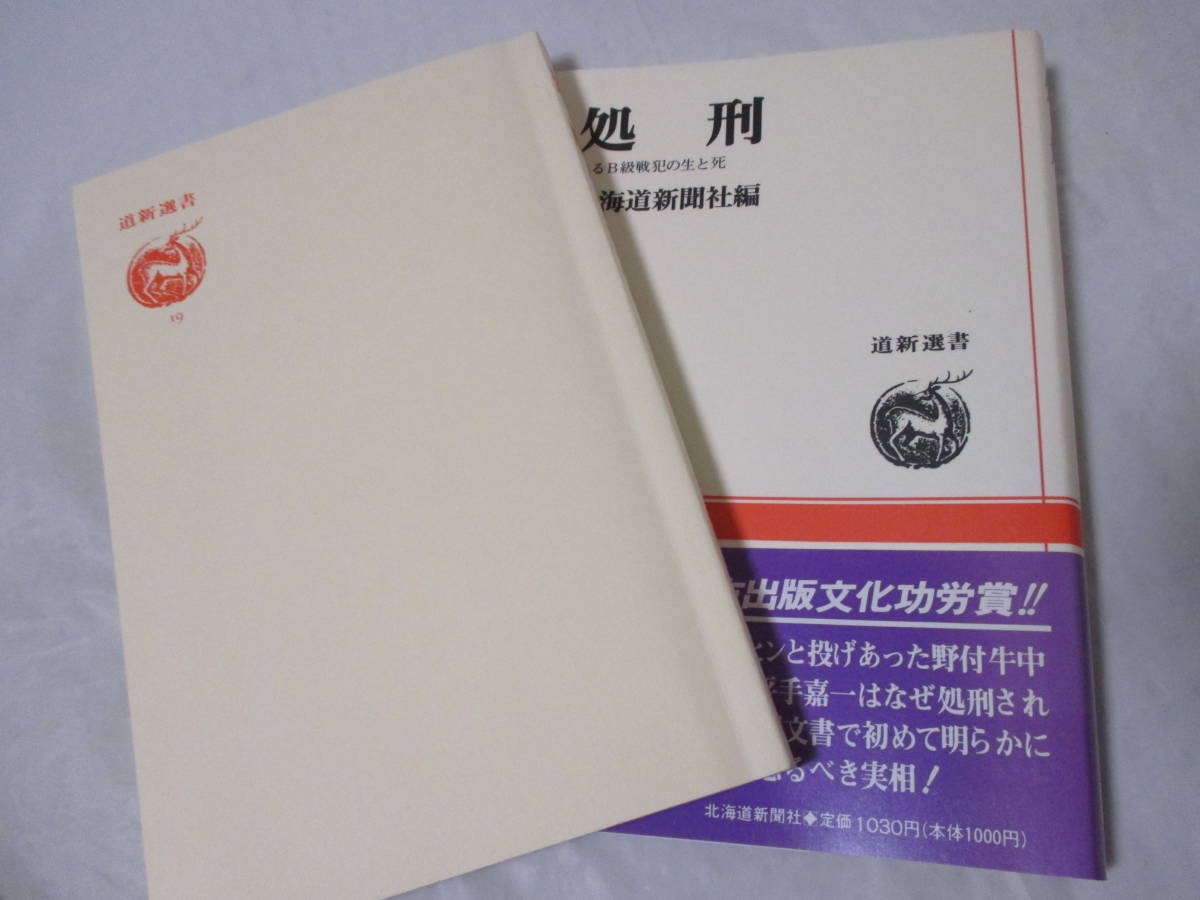 道新選書
19
処刑
るB級戦犯の生と死
海道新聞社編
道新選書
出版文化功労賞!!
ンと投げあった野付牛中
手嘉一はなぜ処刑され
文書で初めて明らかに
るべき実相!
北海道新聞社◆定価1030円(本体1000円)